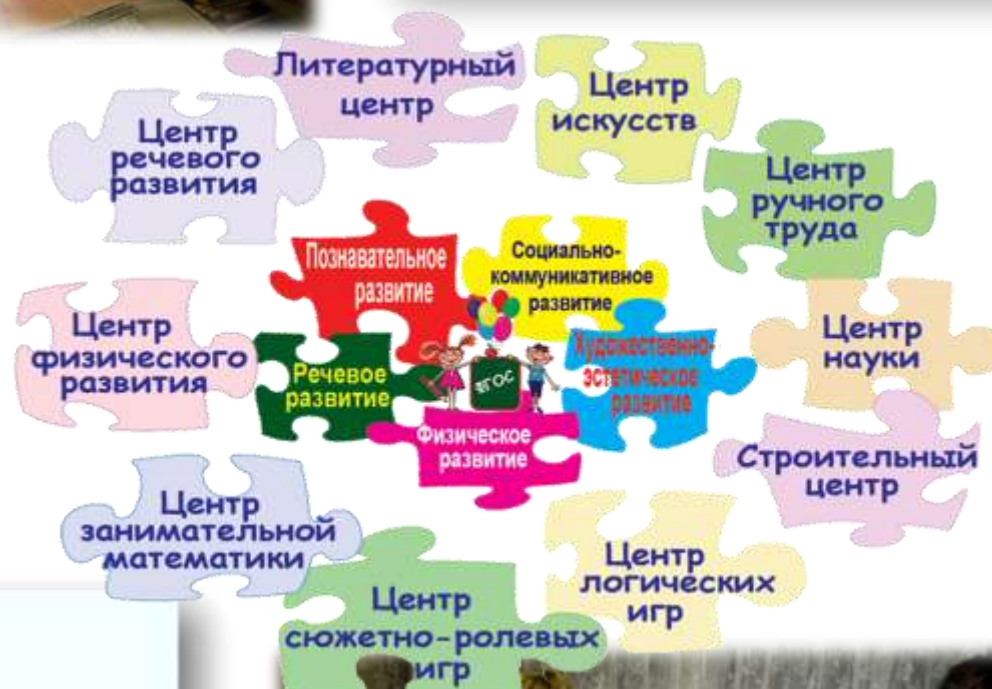 Литературный
центр
Центр
искусств
Центр
речевого
развития
Центр
ручного
труда
Познавательное
развитие
Социально-
коммуникативное
развитие
Центр
физического
развития
Речевое
развитие
ФГОС
Художественно-
эстетическое
развитие
Центр
науки
Физическое
развитие
Строительный
центр
Центр
занимательной
математики
Центр
логических
игр
Центр
сюжетно-ролевых
игр